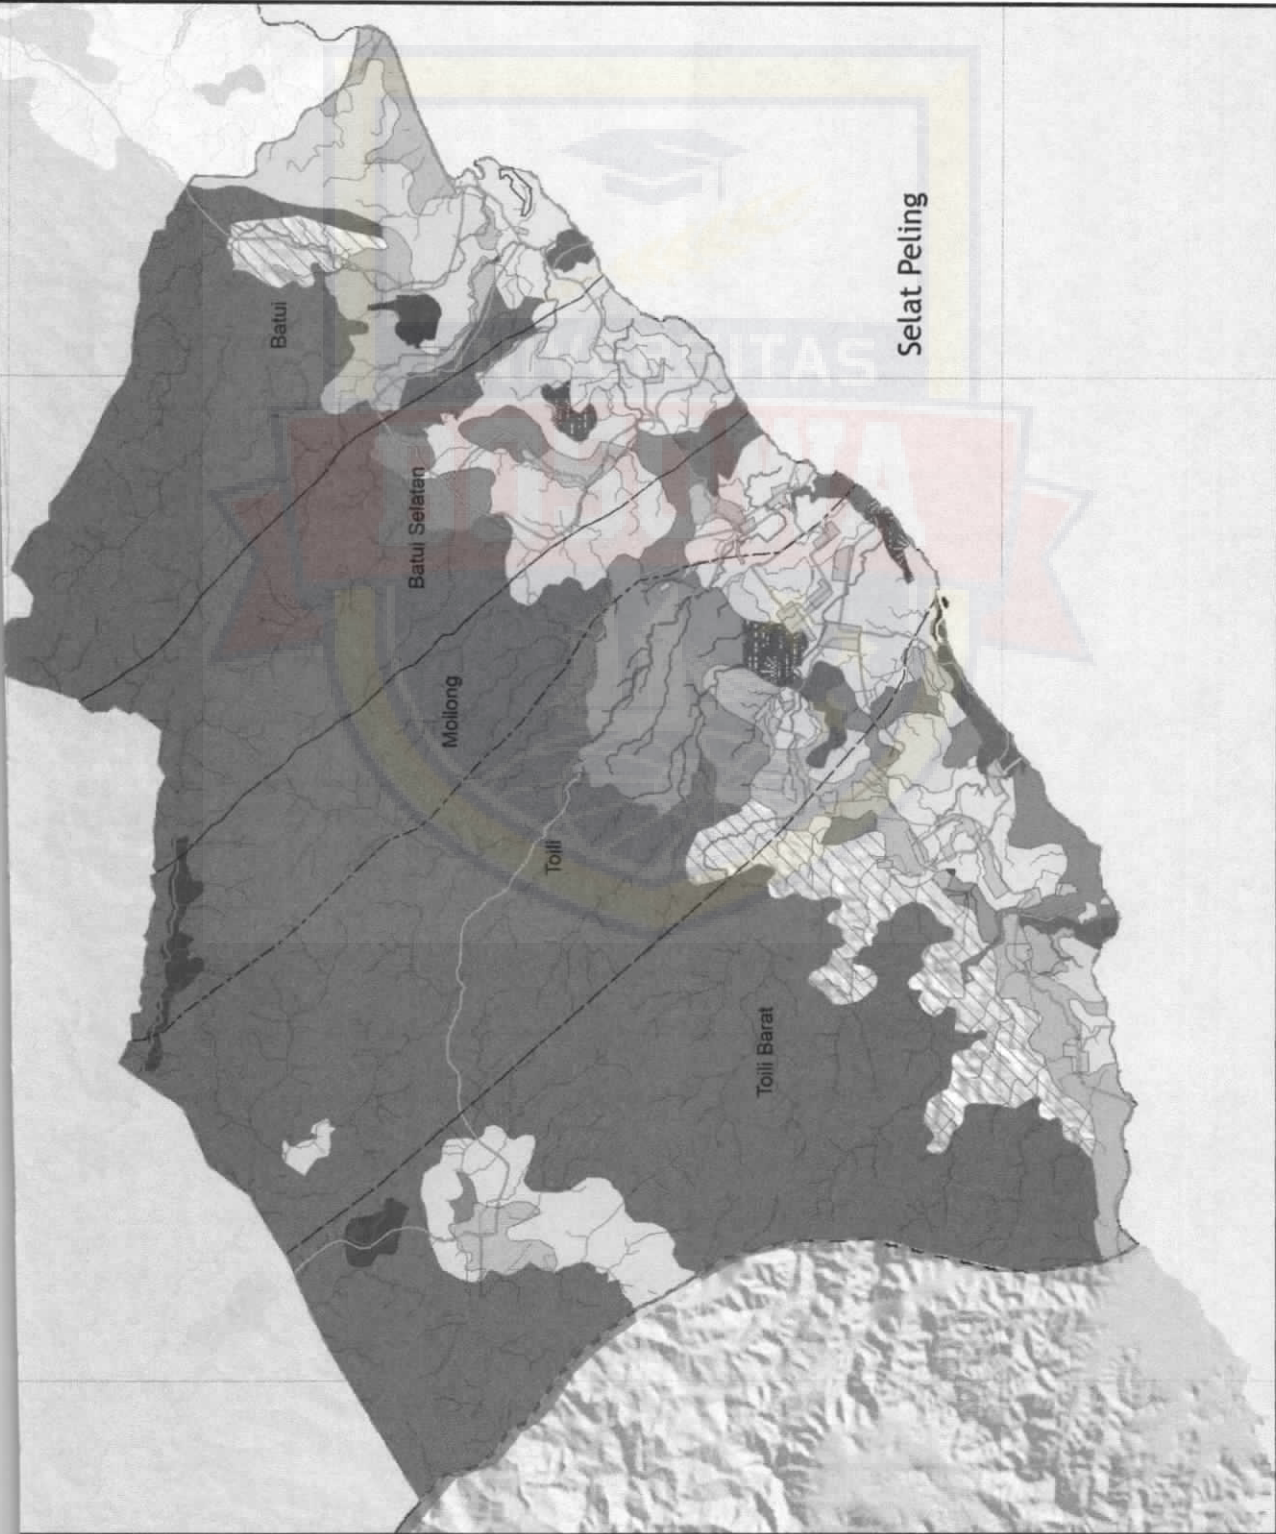 Batui
Batui Selatan
Moilong
Toili
Toili Barat
Selat Peling